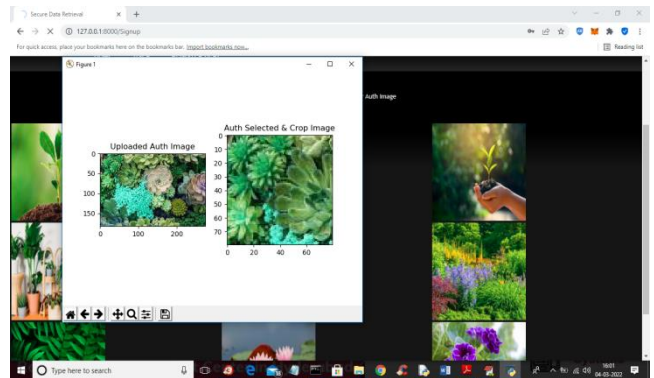 Secure Data Retrieval
127.0.0.1:8000/Signup
For quick access, place your bookmarks here on the bookmarks bar. Import bookmarks now...
Reading list
Figure 1
Auth Image
Uploaded Auth Image
0
50
100
150
0 100 200
Auth Selected & Crop Image
0
10
20
30
40
50
60
70
0 20 40 60
Type here to search
16:01
04-03-2022